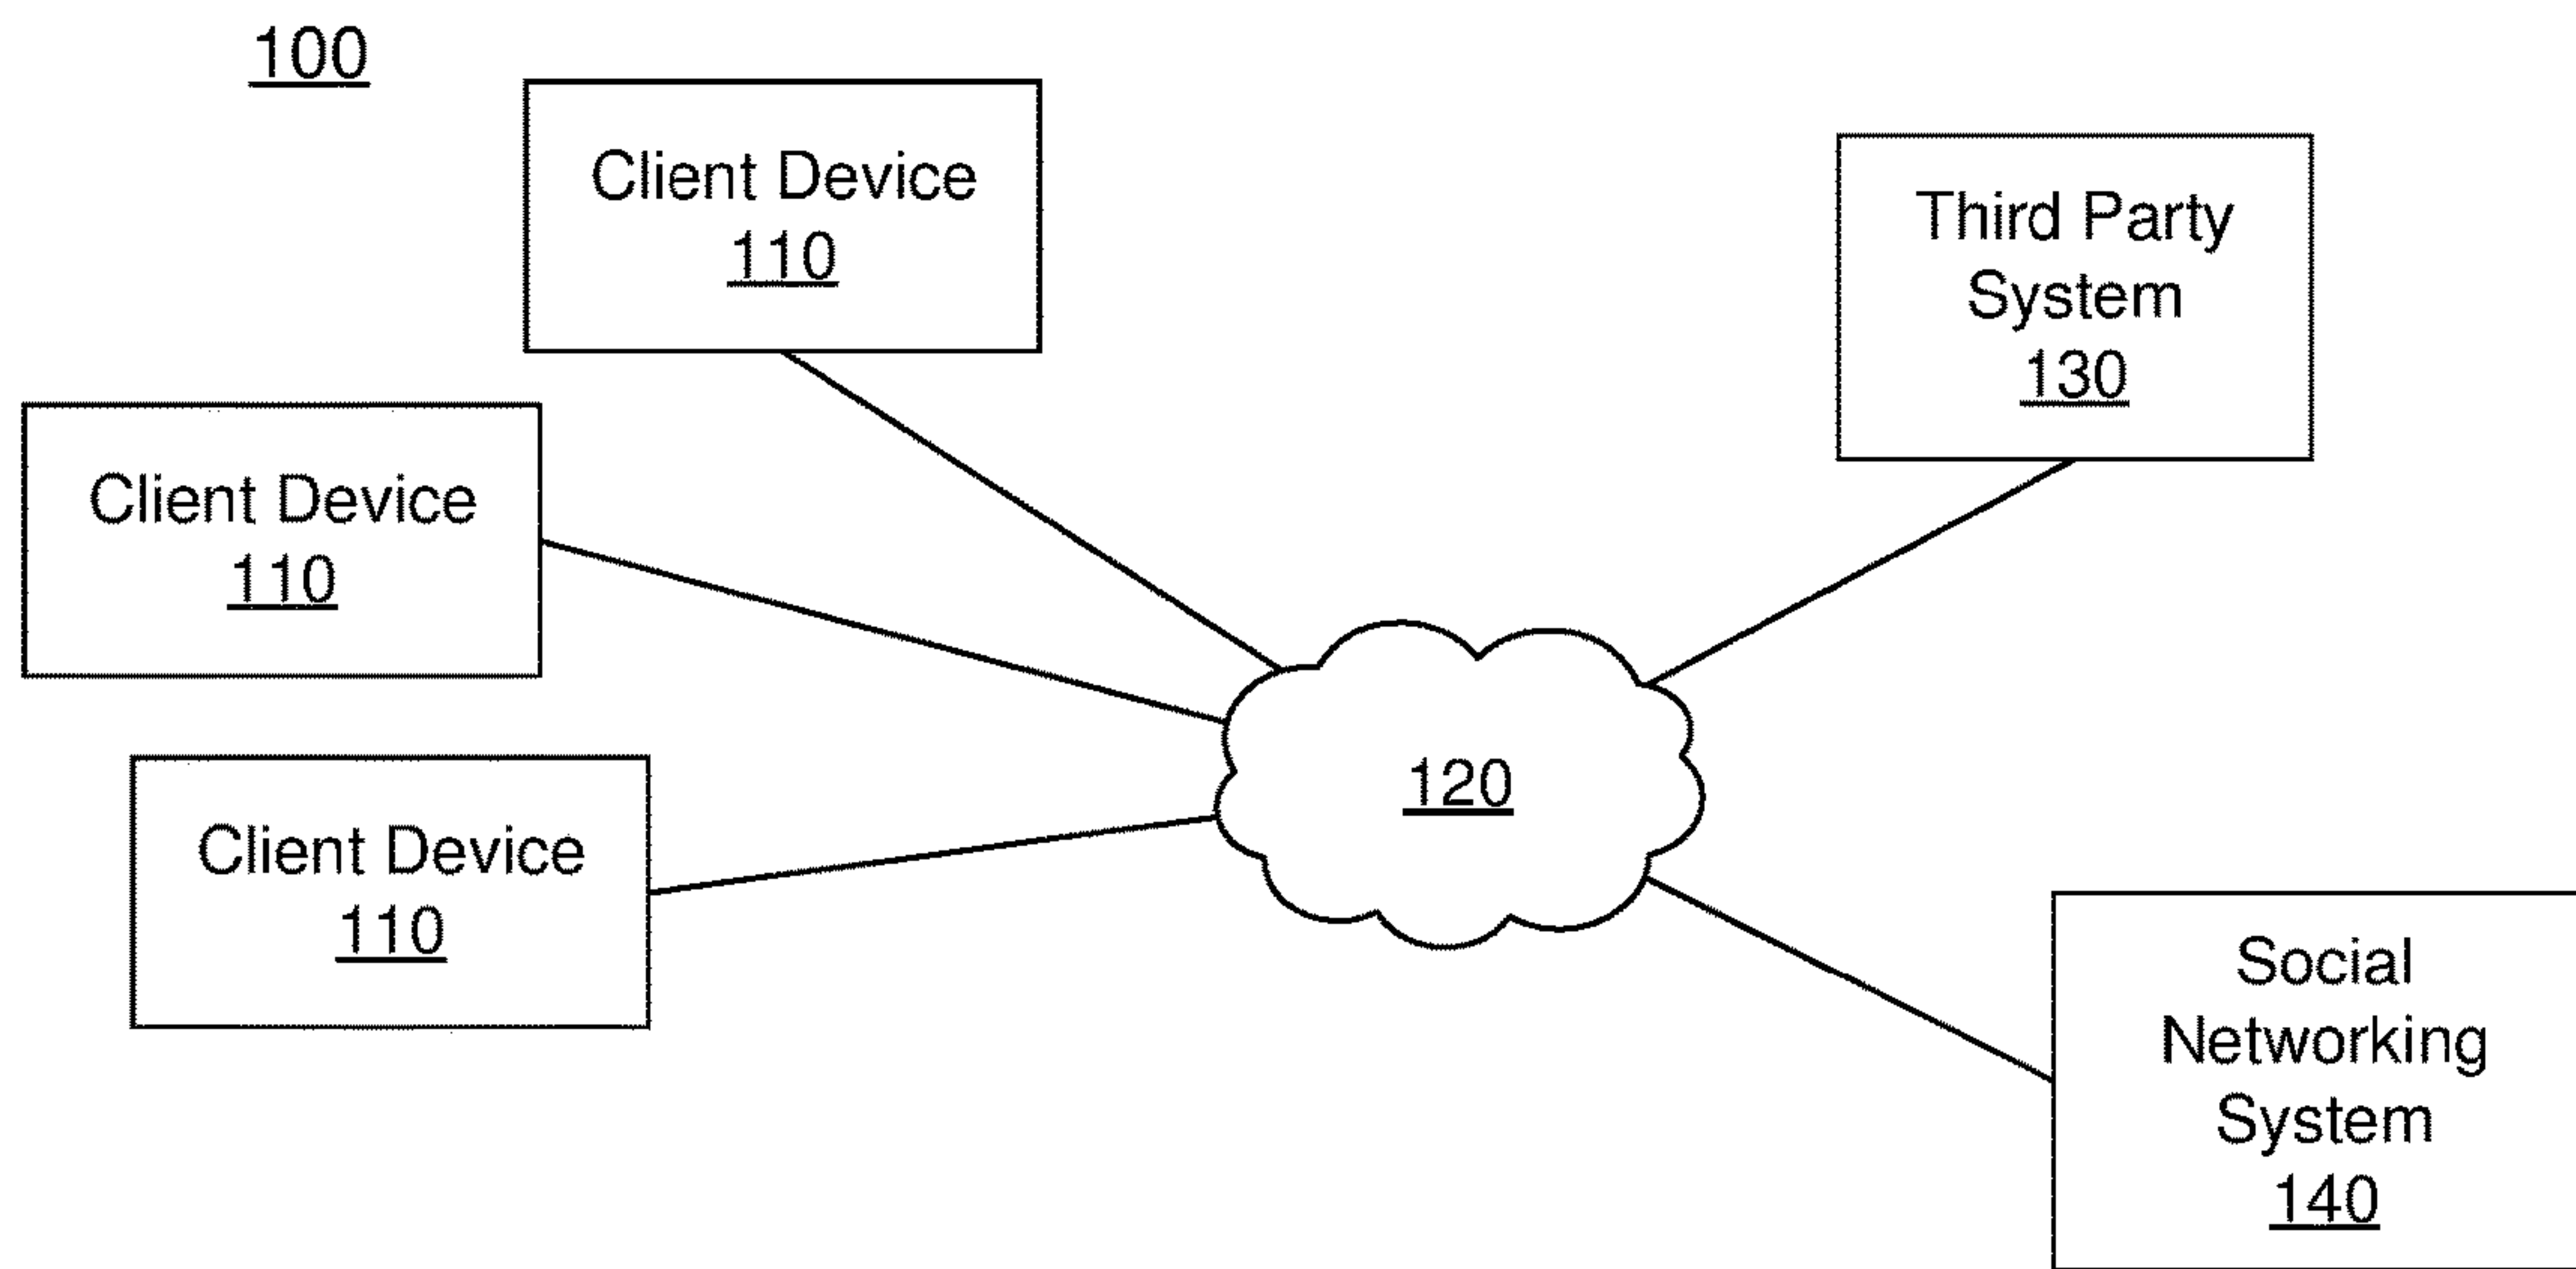 100
Client Device
110
Third Party
System
130
Client Device
110
120
Client Device
110
Social
Networking
System
140